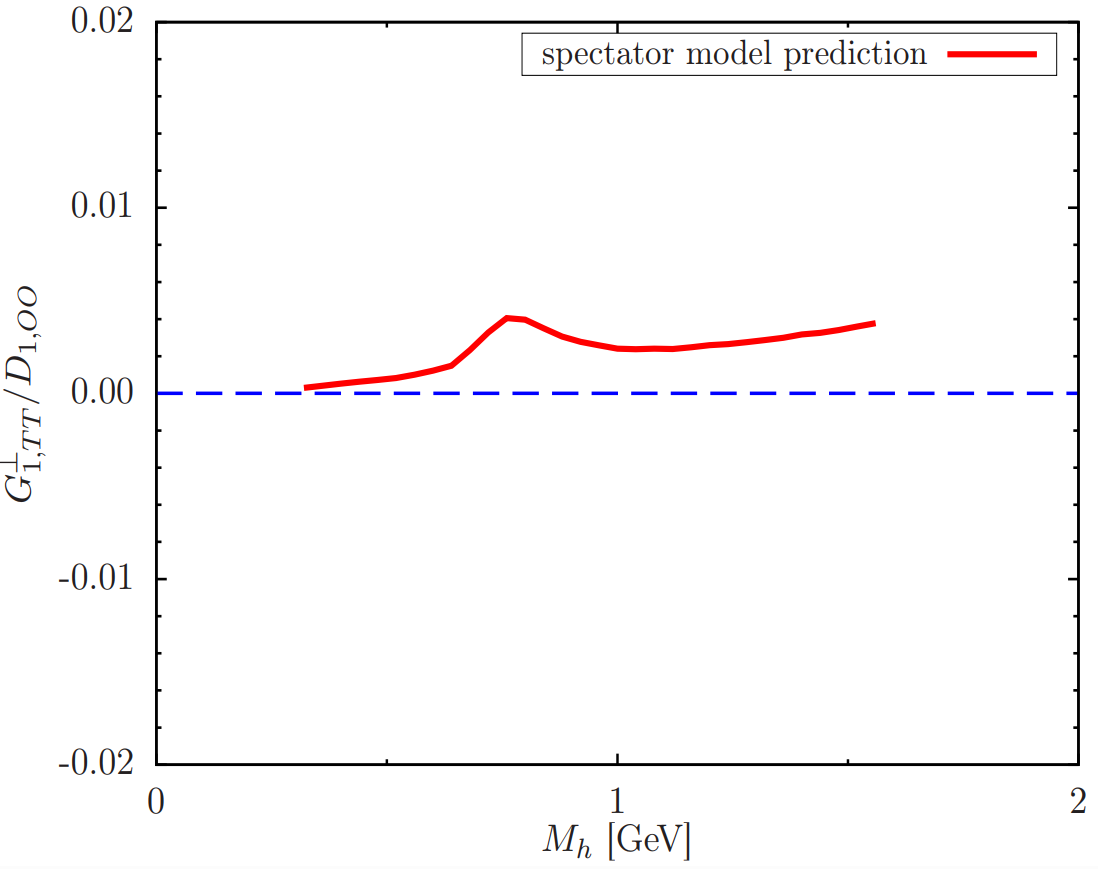 0.02
spectator model prediction
0.01
0.00
-0.01
-0.02
G⊥1,TT/D1,OO
0 1 2
Mh [GeV]